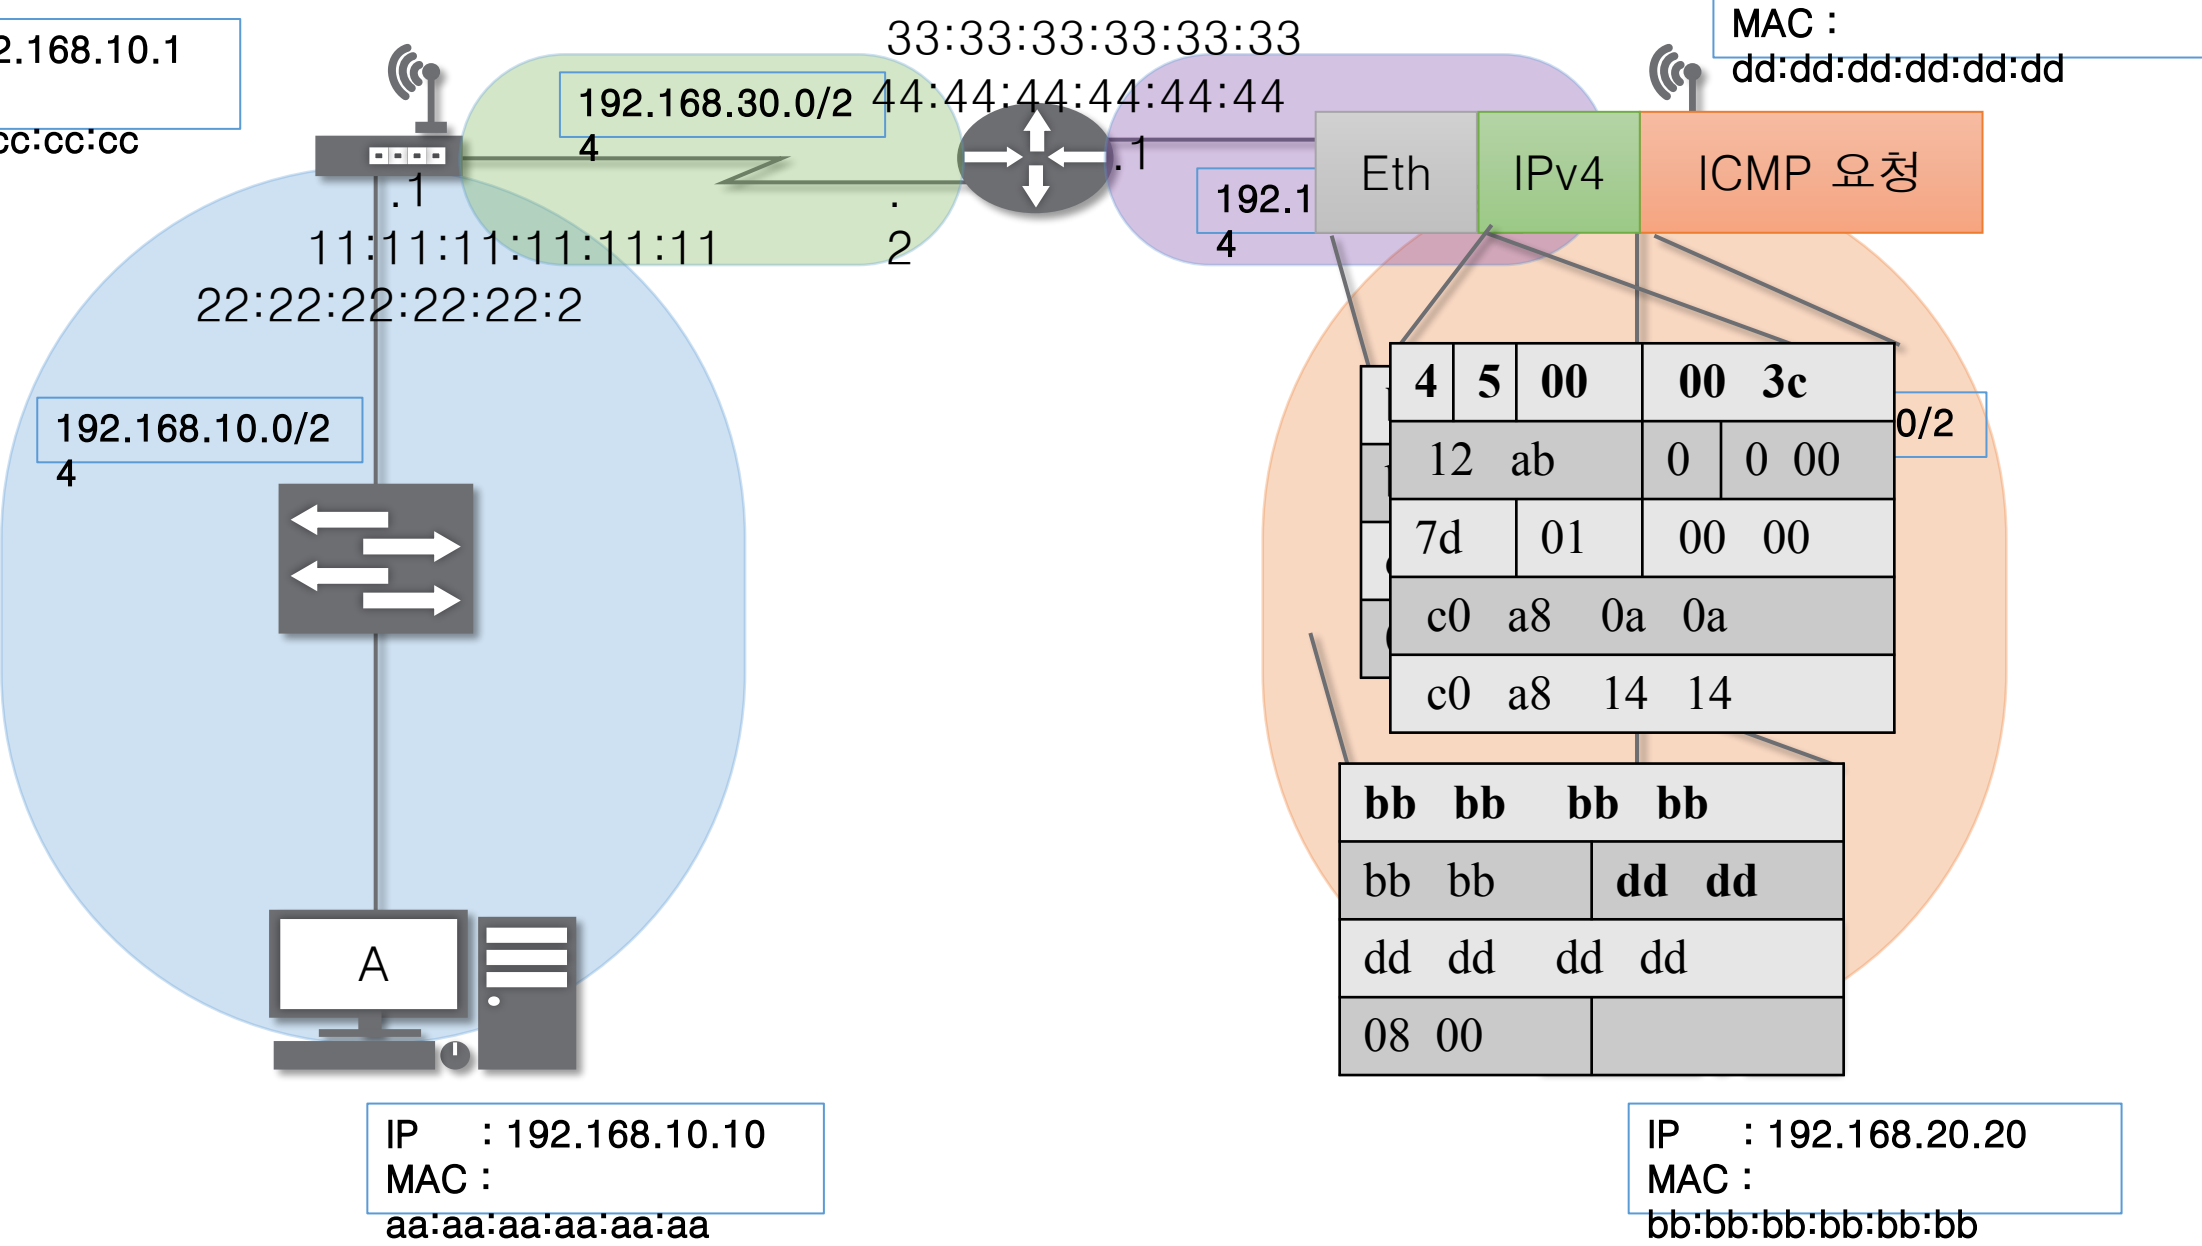 2.168.10.1
cc:cc:cc
33:33:33:33:33:33
44:44:44:44:44:44
MAC :
dd:dd:dd:dd:dd:dd
192.168.30.0/2
4
.1
.1
.
2
11:11:11:11:11:11
22:22:22:22:22:2
192.1
4
Eth
IPv4
ICMP 요청
192.168.10.0/2
4
0/2
4 5 00 00 3c
12 ab 0 0 00
7d 01 00 00
c0 a8 0a 0a
c0 a8 14 14
bb bb bb bb
bb bb dd dd
dd dd dd dd
08 00
A
IP : 192.168.10.10
MAC :
aa:aa:aa:aa:aa:aa
IP : 192.168.20.20
MAC :
bb:bb:bb:bb:bb:bb